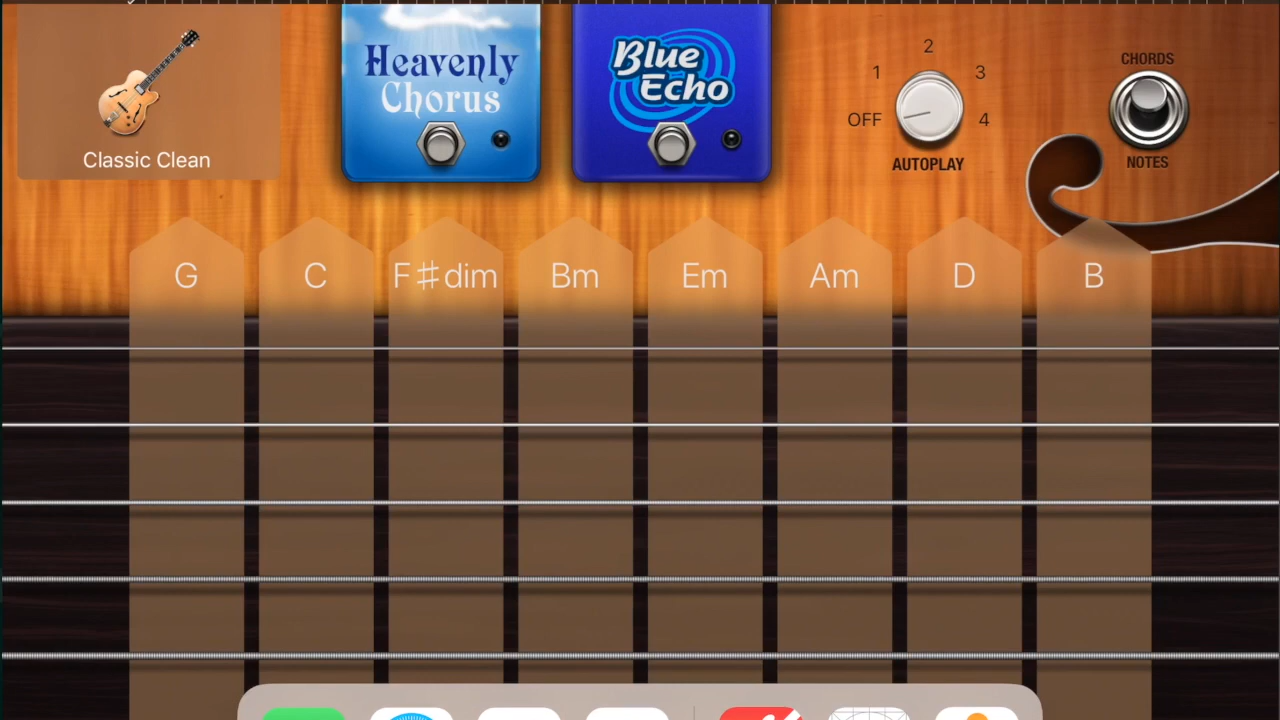 Classic Clean
Heavenly
Chorus
Blue
Echo
OFF 1 2 3 4
AUTOPLAY
CHORDS
NOTES
G C F♯dim Bm Em Am D B